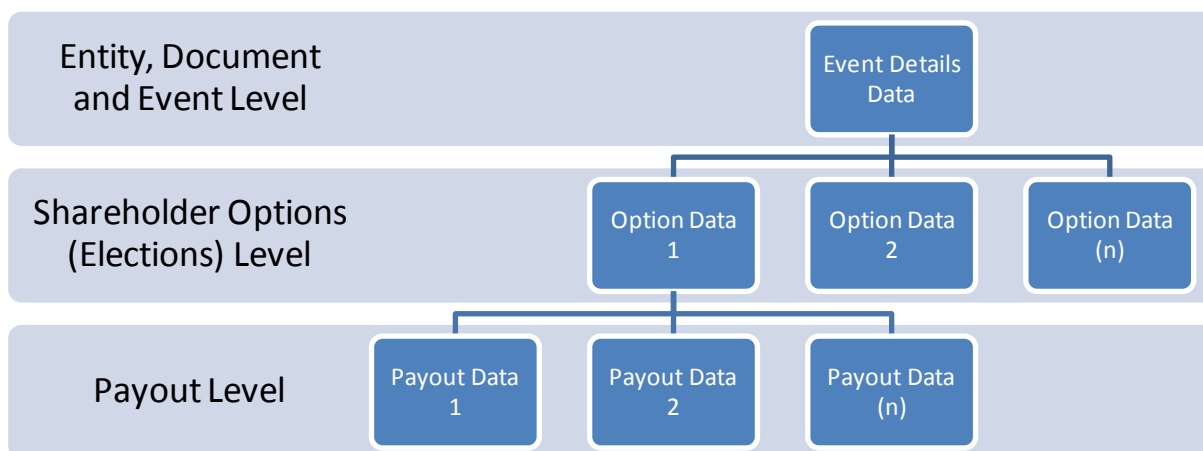 Entity, Document
and Event Level
Event Details
Data
Shareholder Options
(Elections) Level
Option Data
1
Option Data
2
Option Data
(n)
Payout Level
Payout Data
1
Payout Data
2
Payout Data
(n)